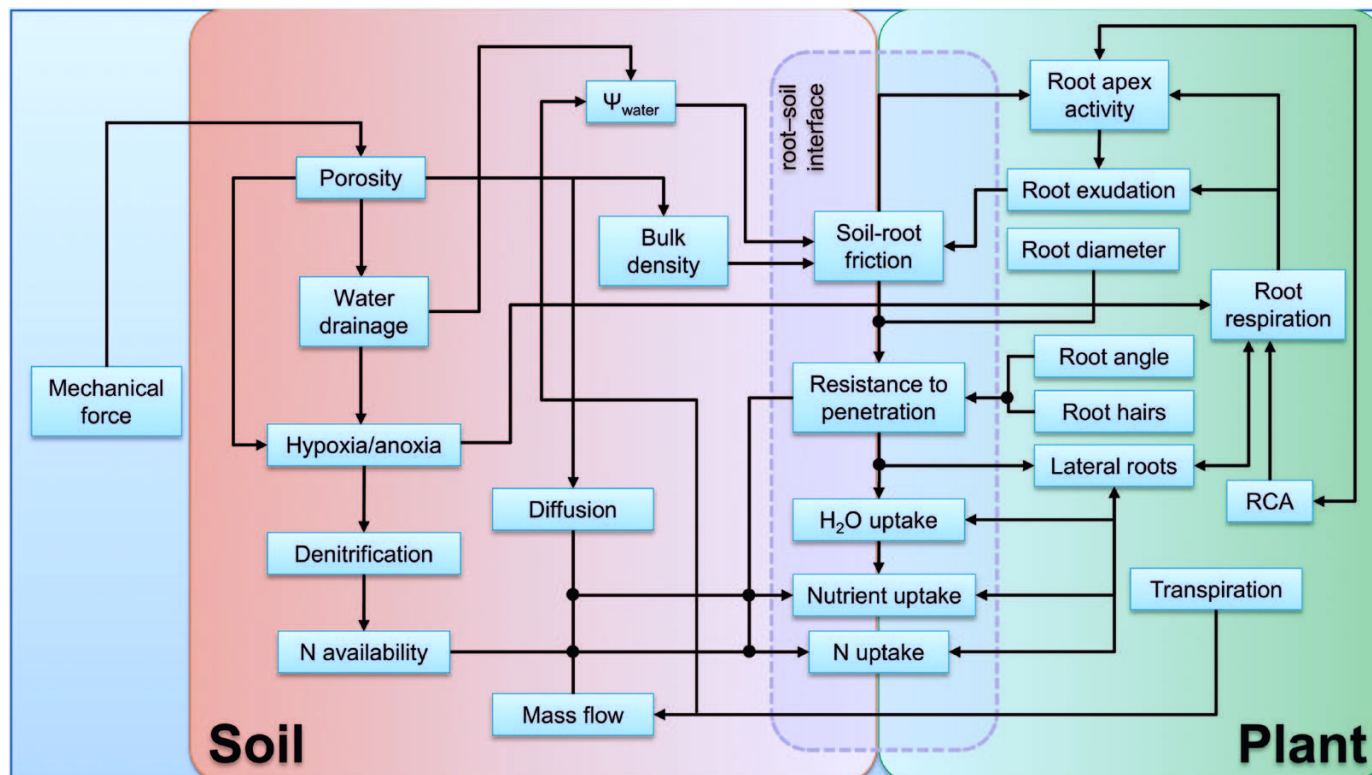 Ψwater
root–soil
interface
Root apex
activity
Porosity
Root exudation
Bulk
density
Soil-root
friction
Root diameter
Water
drainage
Root
respiration
Mechanical
force
Resistance to
penetration
Root angle
Root hairs
Hypoxia/anoxia
Lateral roots
Diffusion
H₂O uptake
RCA
Denitrification
Nutrient uptake
Transpiration
N availability
N uptake
Mass flow
Soil
Plant